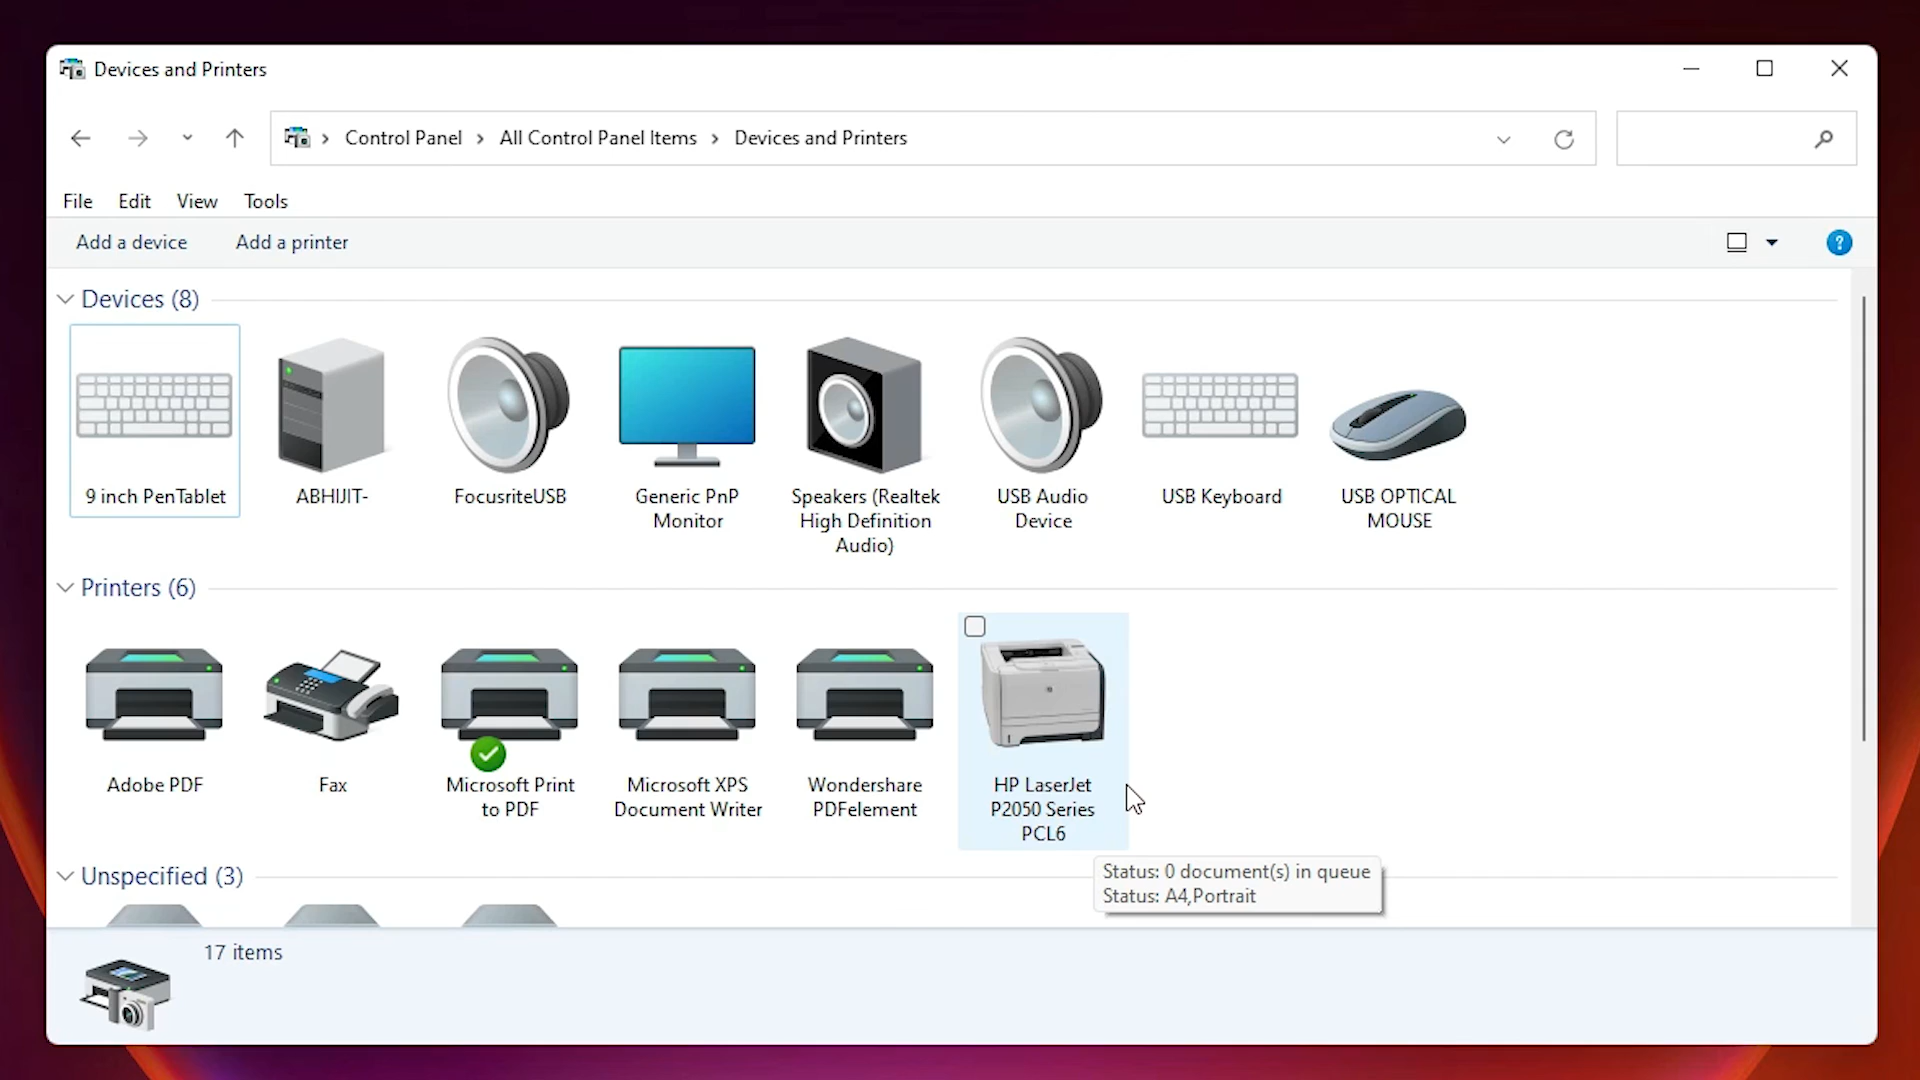 Devices and Printers
Control Panel > All Control Panel Items > Devices and Printers
File Edit View Tools
Add a device Add a printer
?
Devices (8)
9 inch PenTablet
ABHIJIT-
FocusriteUSB
Generic PnP
Monitor
Speakers (Realtek
High Definition
Audio)
USB Audio
Device
USB Keyboard
USB OPTICAL
MOUSE
Printers (6)
Adobe PDF
Fax
Microsoft Print
to PDF
Microsoft XPS
Document Writer
Wondershare
PDFelement
HP LaserJet
P2050 Series
PCL6
Status: 0 document(s) in queue
Status: A4,Portrait
Unspecified (3)
17 items